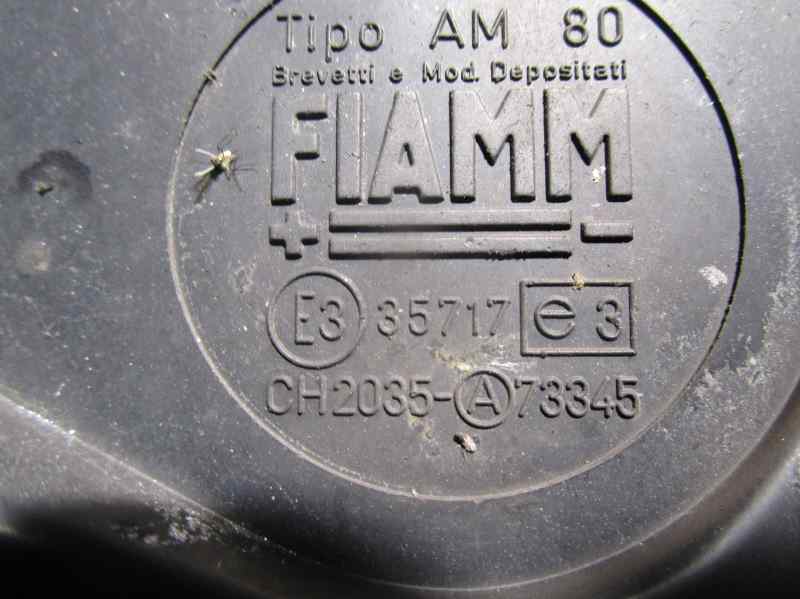 Tipo AM 80
Brevetti e Mod. Depositati
FIAMM
+ -
E3 35717 e 3
CH2035-A73345